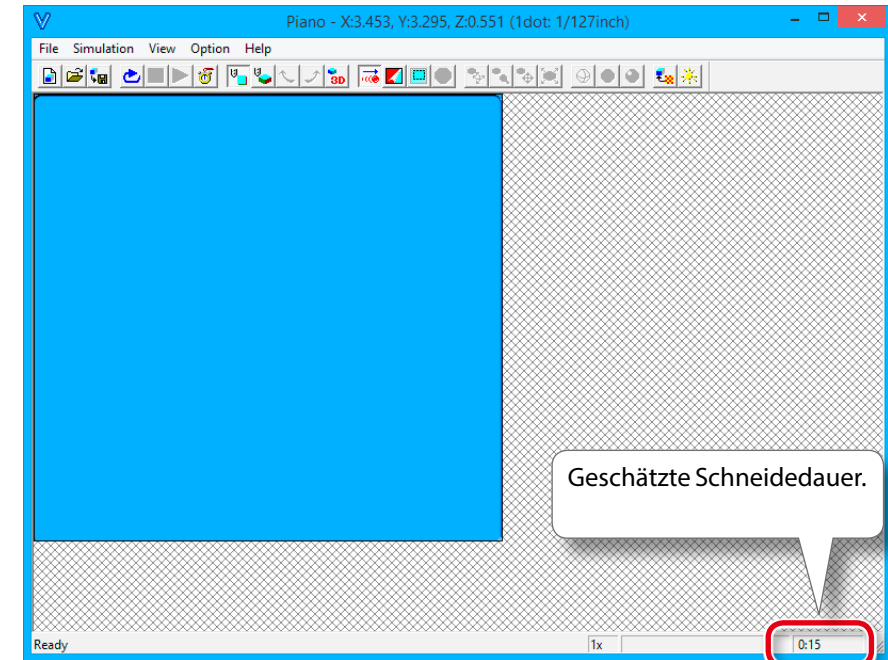 Piano - X:3.453, Y:3.295, Z:0.551 (1dot: 1/127inch)
File Simulation View Option Help
3D
Geschätzte Schneidedauer.
Ready 1x 0:15